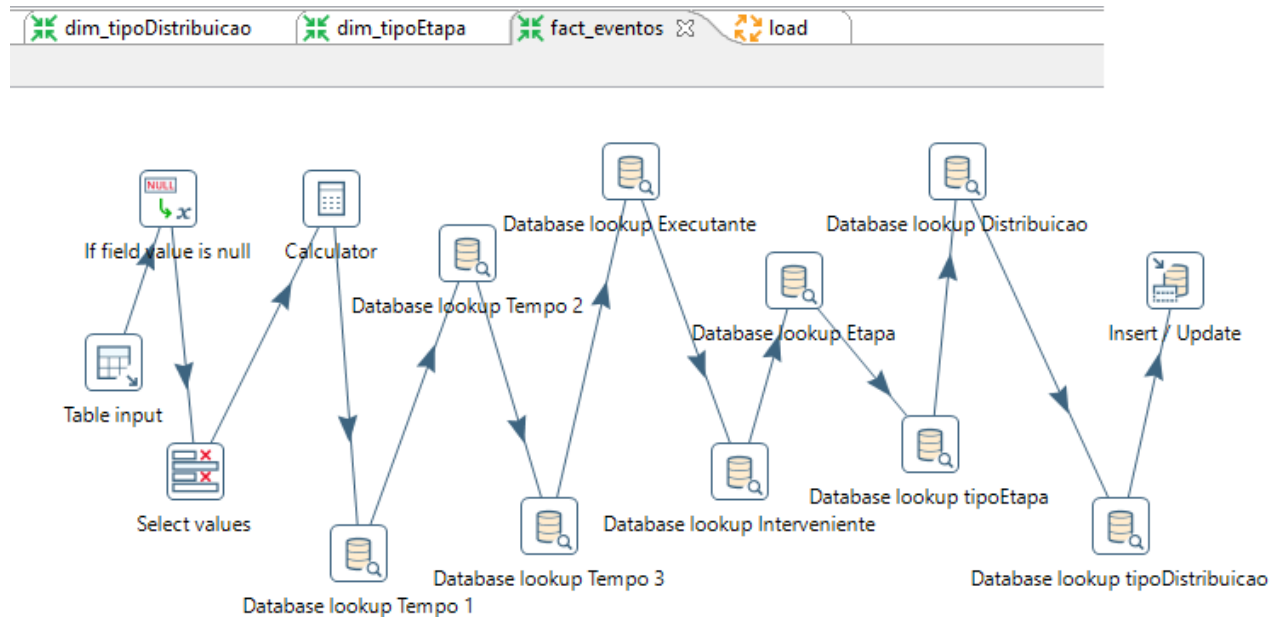 dim_tipoDistribuicao
dim_tipoEtapa
fact_eventos
load
NULL
x
If field value is null
Calculator
Database lookup Executante
Database lookup Distribuicao
Database lookup Tempo 2
Database lookup Etapa
Insert / Update
Table input
Select values
Database lookup tipoEtapa
Database lookup Interveniente
Database lookup Tempo 3
Database lookup tipoDistribuicao
Database lookup Tempo 1